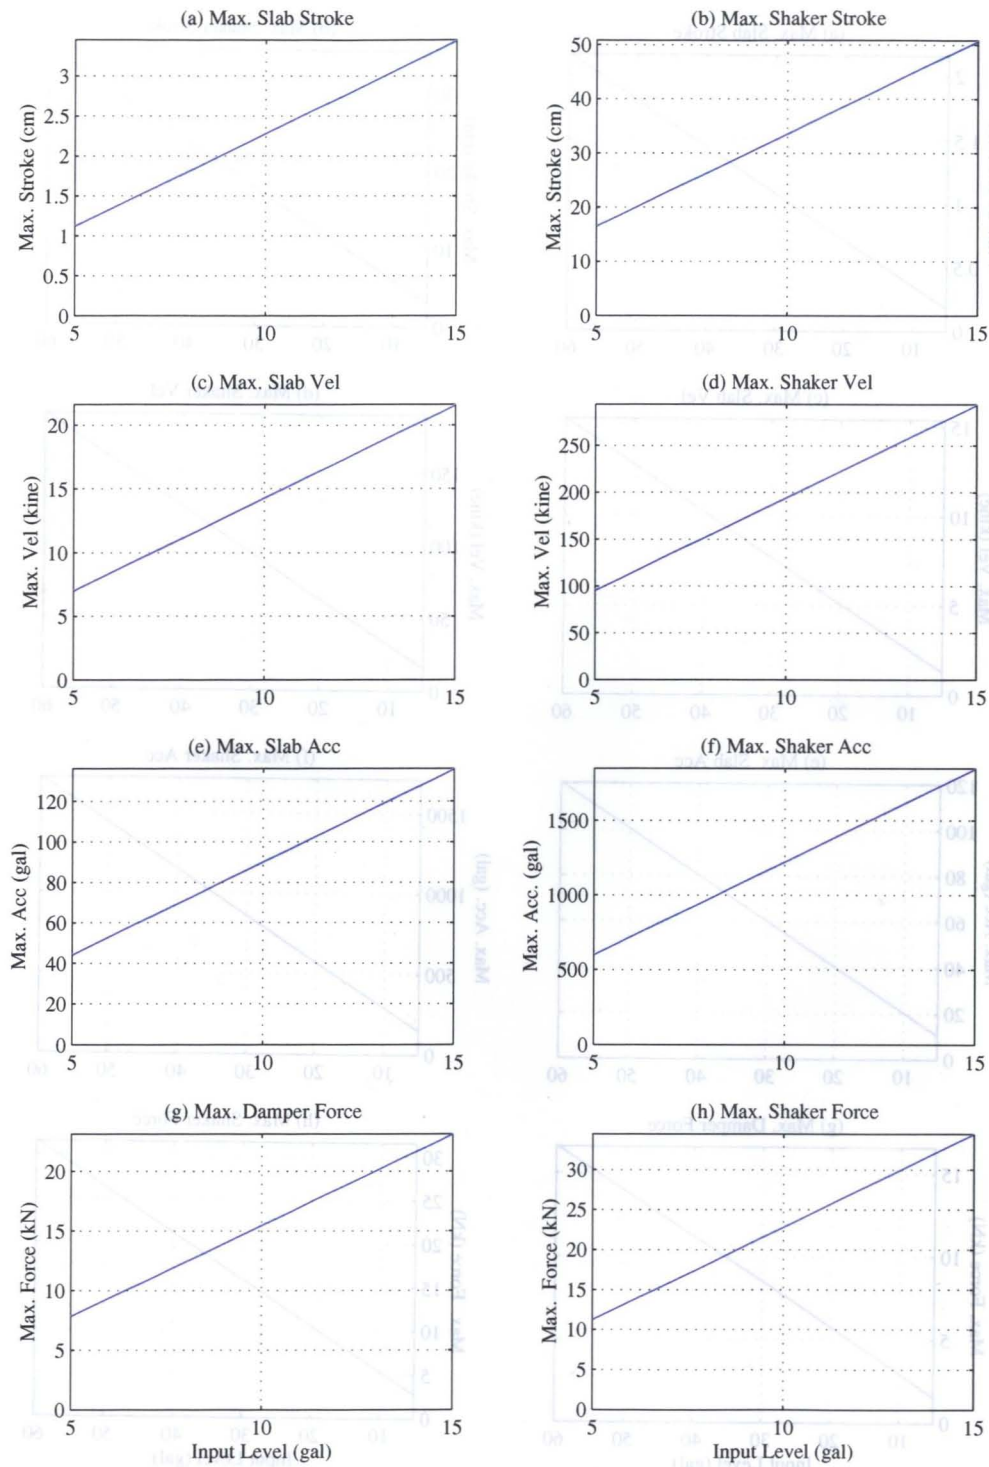 (a) Max. Slab Stroke
Max. Stroke (cm)
3
2.5
2
1.5
1
0.5
0
5 10 15
(b) Max. Shaker Stroke
Max. Stroke (cm)
50
40
30
20
10
0
5 10 15
(c) Max. Slab Vel
Max. Vel (kine)
20
15
10
5
0
5 10 15
(d) Max. Shaker Vel
Max. Vel (kine)
250
200
150
100
50
0
5 10 15
(e) Max. Slab Acc
Max. Acc (gal)
120
100
80
60
40
20
0
5 10 15
(f) Max. Shaker Acc
Max. Acc. (gal)
1500
1000
500
0
5 10 15
(g) Max. Damper Force
Max. Force (kN)
20
15
10
5
0
5 10 15
Input Level (gal)
(h) Max. Shaker Force
Max. Force (kN)
30
25
20
15
10
5
0
5 10 15
Input Level (gal)